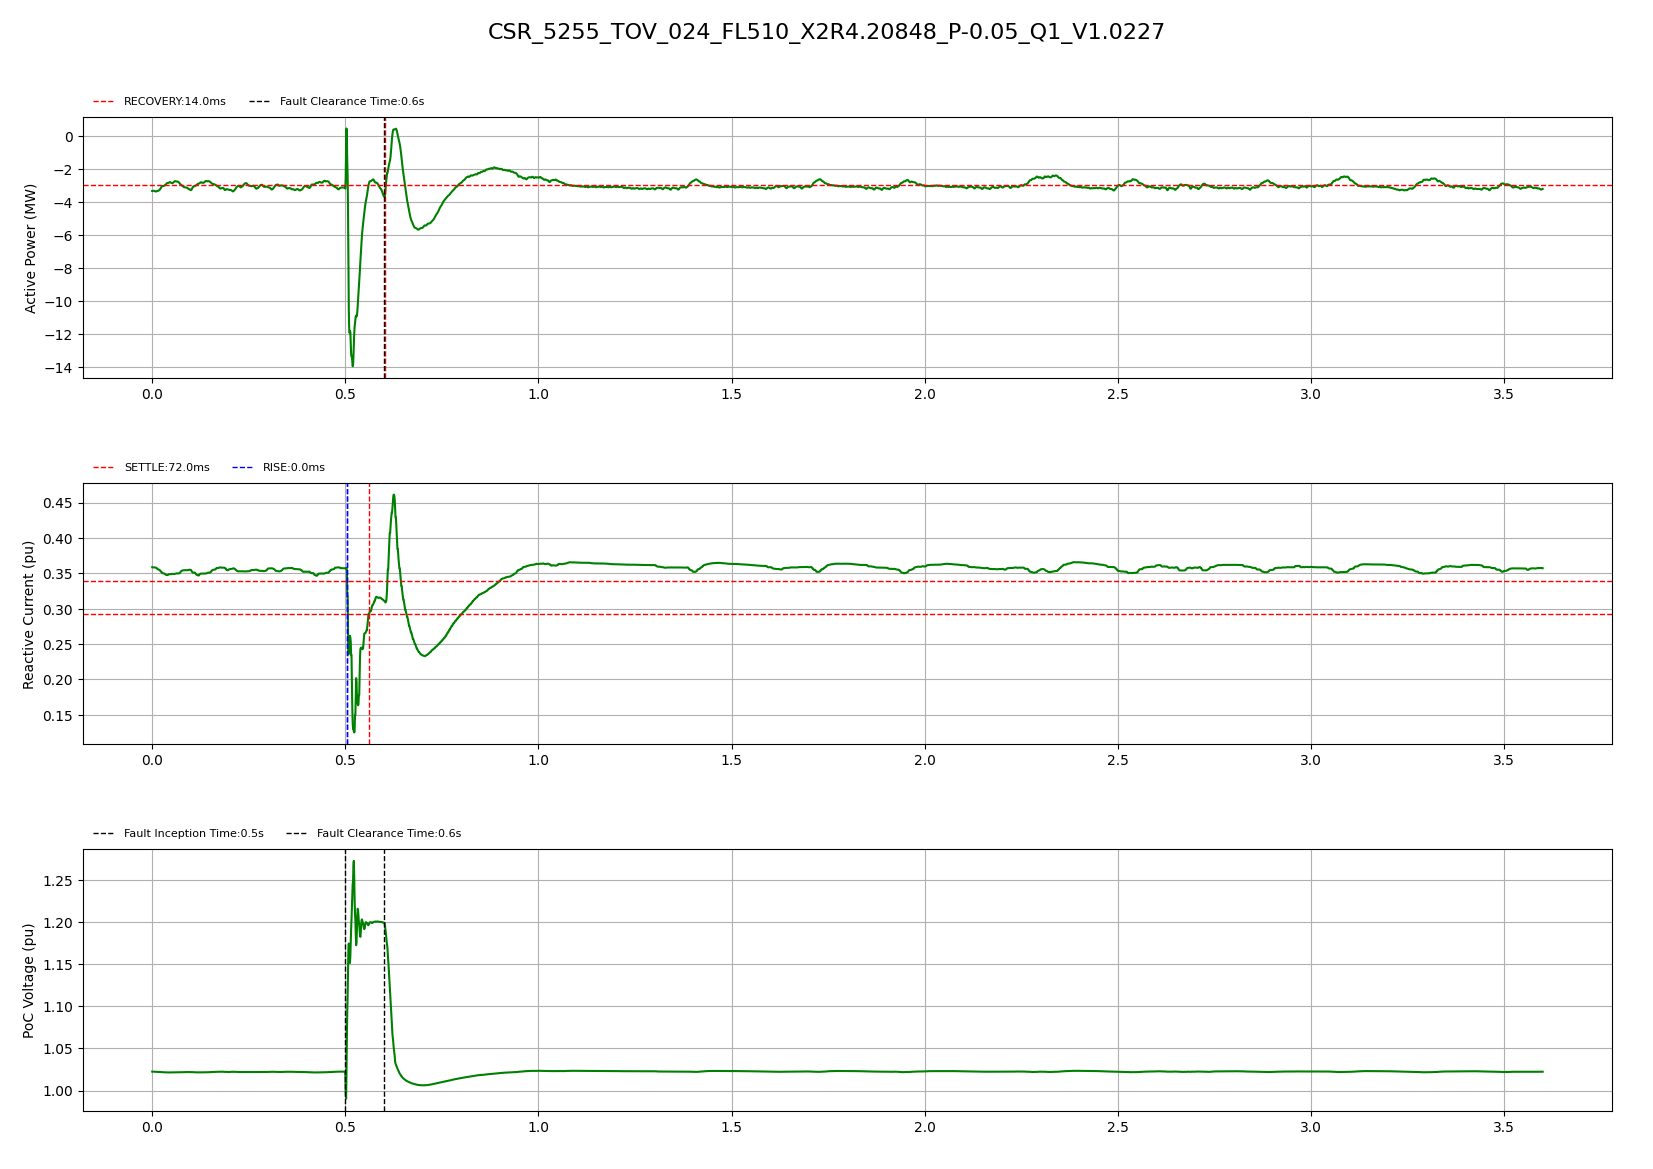 CSR_5255_TOV_024_FL510_X2R4.20848_P-0.05_Q1_V1.0227
RECOVERY:14.0ms Fault Clearance Time:0.6s
Active Power (MW)
0
−2
−4
−6
−8
−10
−12
−14
0.0 0.5 1.0 1.5 2.0 2.5 3.0 3.5
SETTLE:72.0ms RISE:0.0ms
Reactive Current (pu)
0.45
0.40
0.35
0.30
0.25
0.20
0.15
0.0 0.5 1.0 1.5 2.0 2.5 3.0 3.5
Fault Inception Time:0.5s Fault Clearance Time:0.6s
PoC Voltage (pu)
1.25
1.20
1.15
1.10
1.05
1.00
0.0 0.5 1.0 1.5 2.0 2.5 3.0 3.5